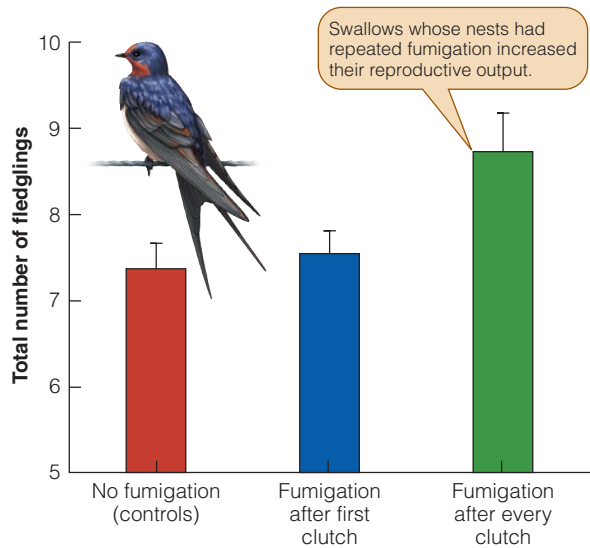 Swallows whose nests had
repeated fumigation increased
their reproductive output.
Total number of fledglings
10
9
8
7
6
5
No fumigation
(controls)
Fumigation
after first
clutch
Fumigation
after every
clutch